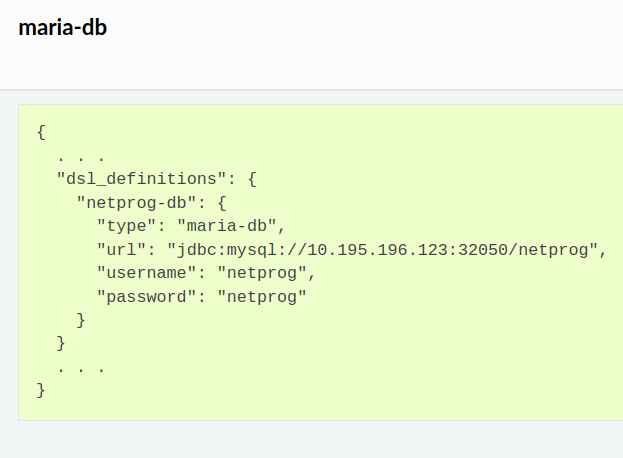 maria-db
{
  . . .
  "dsl_definitions": {
    "netprog-db": {
      "type": "maria-db",
      "url": "jdbc:mysql://10.195.196.123:32050/netprog",
      "username": "netprog",
      "password": "netprog"
    }
  }
  . . .
}